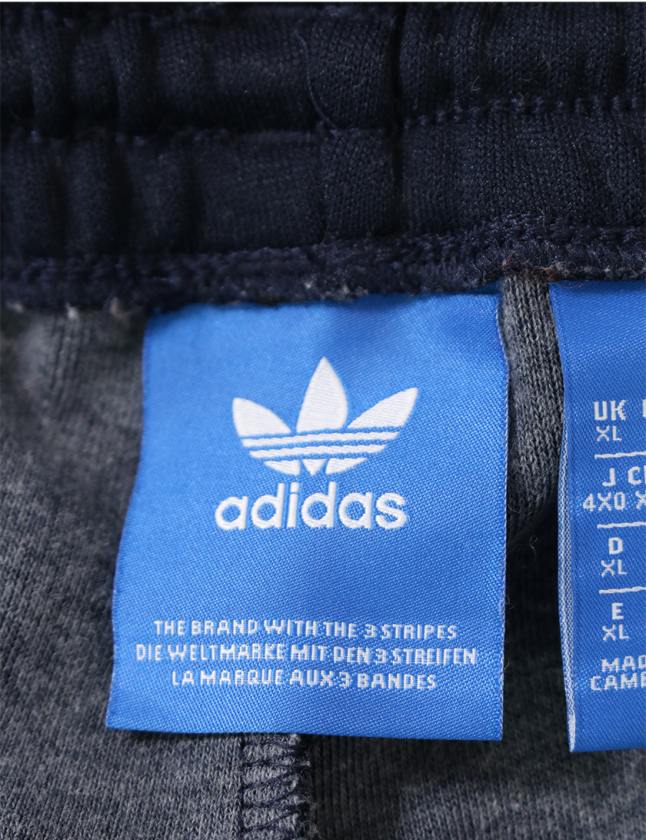 adidas
THE BRAND WITH THE 3 STRIPES
DIE WELTMARKE MIT DEN 3 STREIFEN
LA MARQUE AUX 3 BANDES
UK
XL
J
4XO
D
XL
E
XL